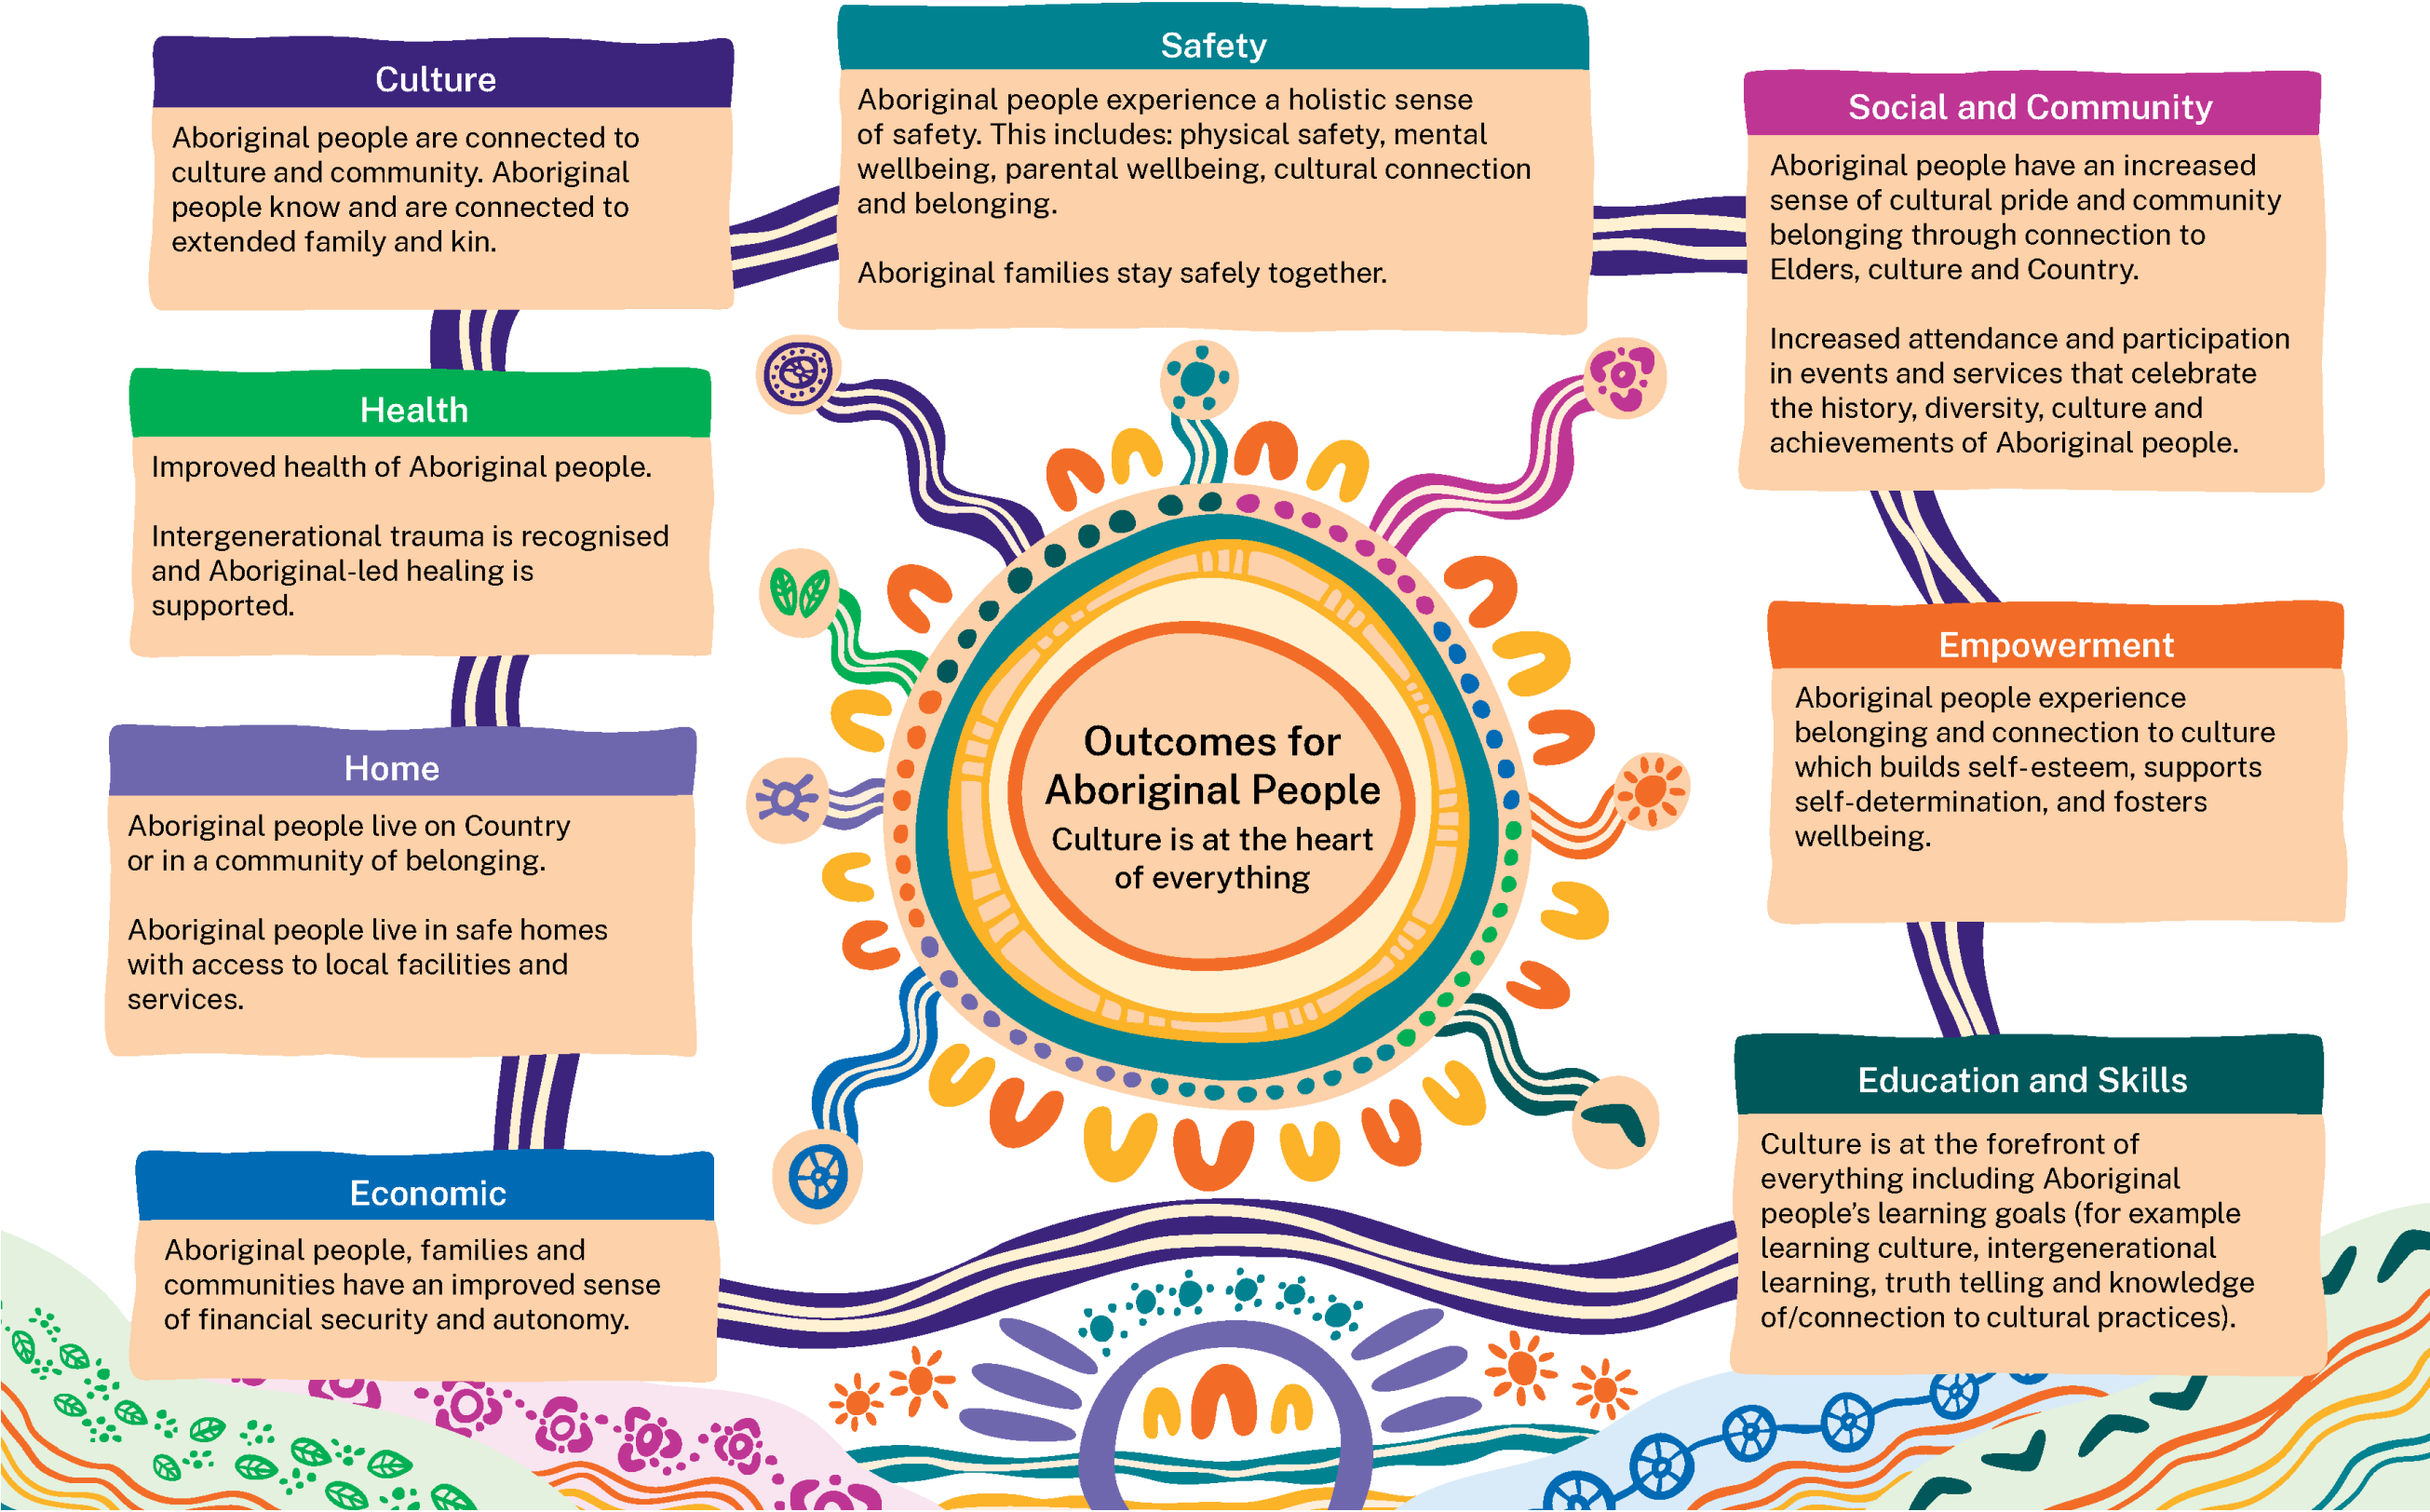 Culture
Aboriginal people are connected to
culture and community. Aboriginal
people know and are connected to
extended family and kin.
Safety
Aboriginal people experience a holistic sense
of safety. This includes: physical safety, mental
wellbeing, parental wellbeing, cultural connection
and belonging.
Aboriginal families stay safely together.
Social and Community
Aboriginal people have an increased
sense of cultural pride and community
belonging through connection to
Elders, culture and Country.
Increased attendance and participation
in events and services that celebrate
the history, diversity, culture and
achievements of Aboriginal people.
Health
Improved health of Aboriginal people.
Intergenerational trauma is recognised
and Aboriginal-led healing is
supported.
Empowerment
Aboriginal people experience
belonging and connection to culture
which builds self-esteem, supports
self-determination, and fosters
wellbeing.
Home
Aboriginal people live on Country
or in a community of belonging.
Aboriginal people live in safe homes
with access to local facilities and
services.
Outcomes for
Aboriginal People
Culture is at the heart
of everything
Education and Skills
Culture is at the forefront of
everything including Aboriginal
people's learning goals (for example
learning culture, intergenerational
learning, truth telling and knowledge
of/connection to cultural practices).
Economic
Aboriginal people, families and
communities have an improved sense
of financial security and autonomy.